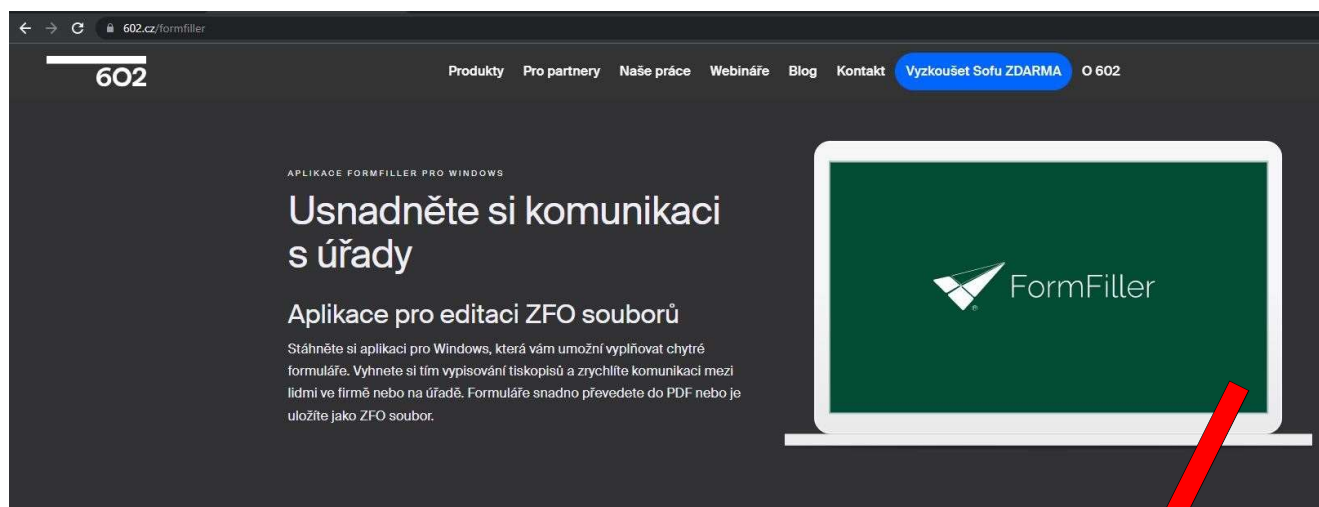 602.cz/formfiller
602
Produkty Pro partnery Naše práce Webináře Blog Kontakt Vyzkoušet Sofu ZDARMA O 602
APLIKACE FORMFILLER PRO WINDOWS
Usnadněte si komunikaci
s úřady
Aplikace pro editaci ZFO souborů
Stáhněte si aplikaci pro Windows, která vám umožní vyplňovat chytré
formuláře. Vyhnete si tím vypisování tiskopisů a zrychlíte komunikaci mezi
lidmi ve firmě nebo na úřadě. Formuláře snadno převedete do PDF nebo je
uložíte jako ZFO soubor.
FormFiller